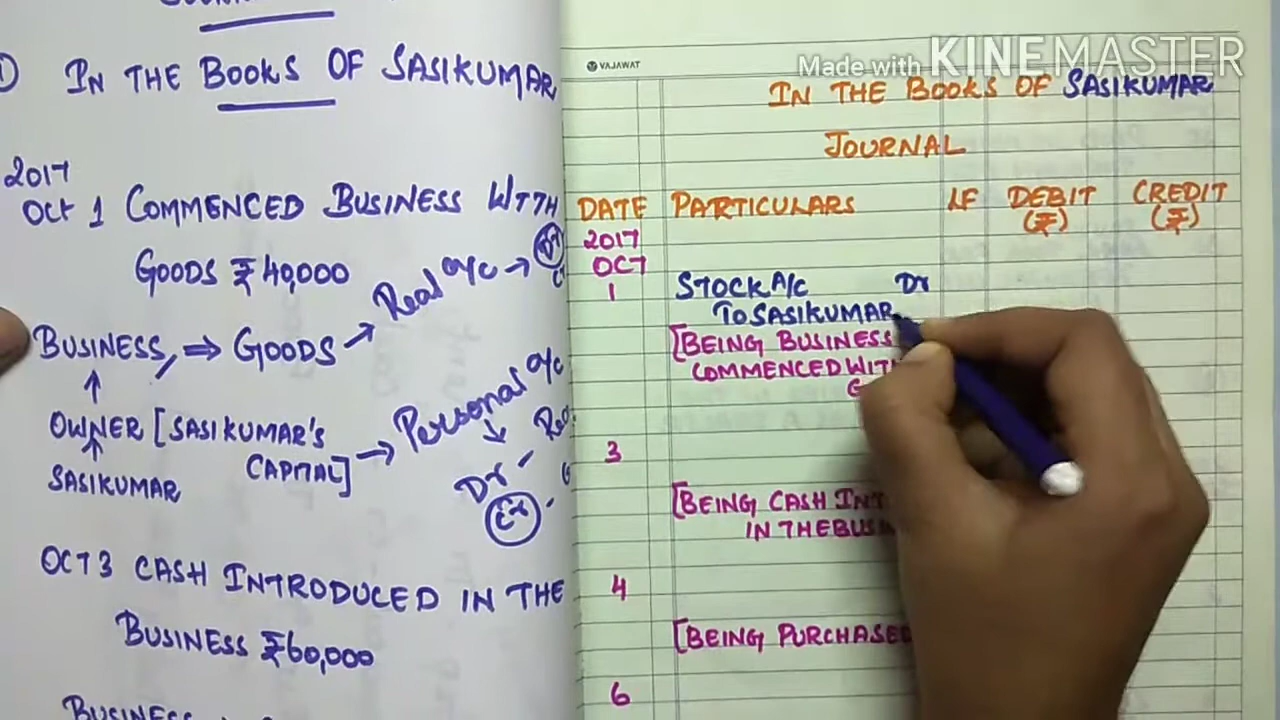 1) IN THE BOOKS OF SASIKUMAR
2017
OCT 1 COMMENCED BUSINESS WITH
GOODS ₹ 40,000
Real a/c → Dr
BUSINESS, ⇒ GOODS
Personal a/c
OWNER [SASIKUMAR'S
CAPITAL]
SASIKUMAR
Dr
Cr
OCT 3 CASH INTRODUCED IN THE
BUSINESS ₹60,000
BUSINESS
VAJAWAT
Made with KINEMASTER
IN THE BOOKS OF SASIKUMAR
JOURNAL
DATE PARTICULARS LF DEBIT (₹) CREDIT (₹)
2017
OCT
1 STOCK A/C Dr
TO SASIKUMAR
[BEING BUSINESS
COMMENCED WITH
3
[BEING CASH
IN THE
4
[BEING PURCHASED
6